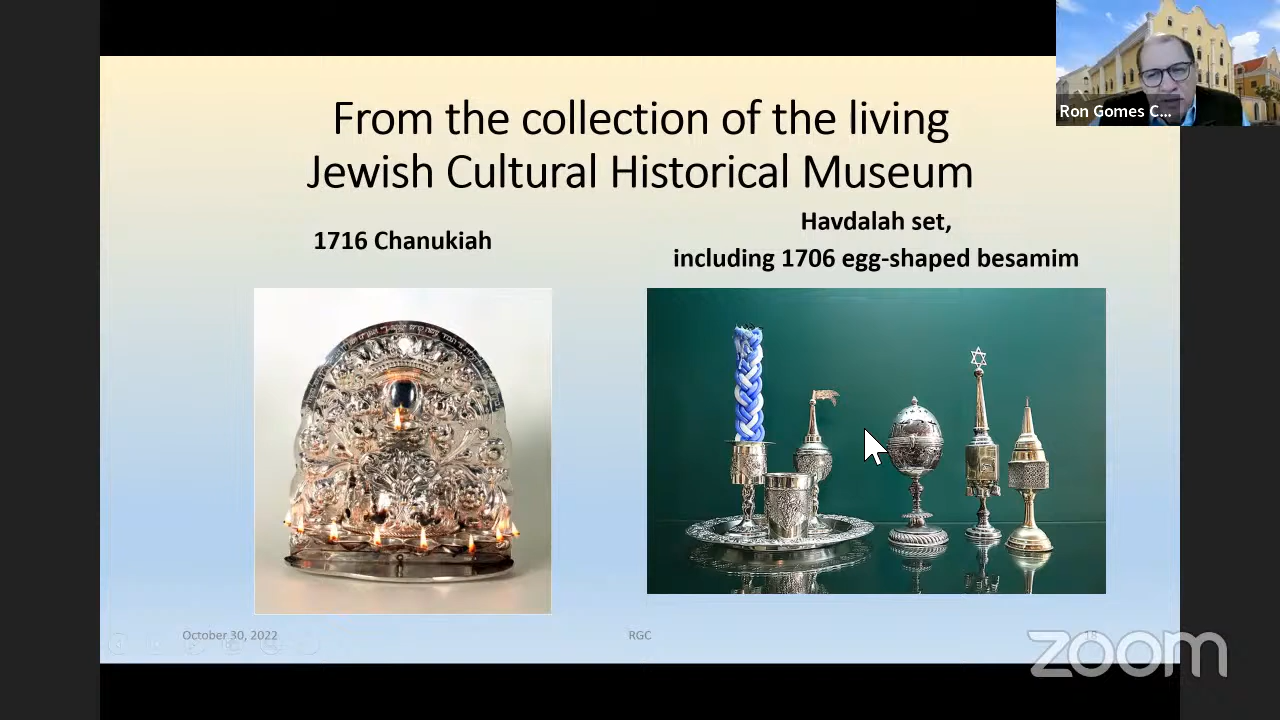 Ron Gomes C...
From the collection of the living
Jewish Cultural Historical Museum
1716 Chanukiah
Havdalah set,
including 1706 egg-shaped besamim
October 30, 2022
RGC
zoom